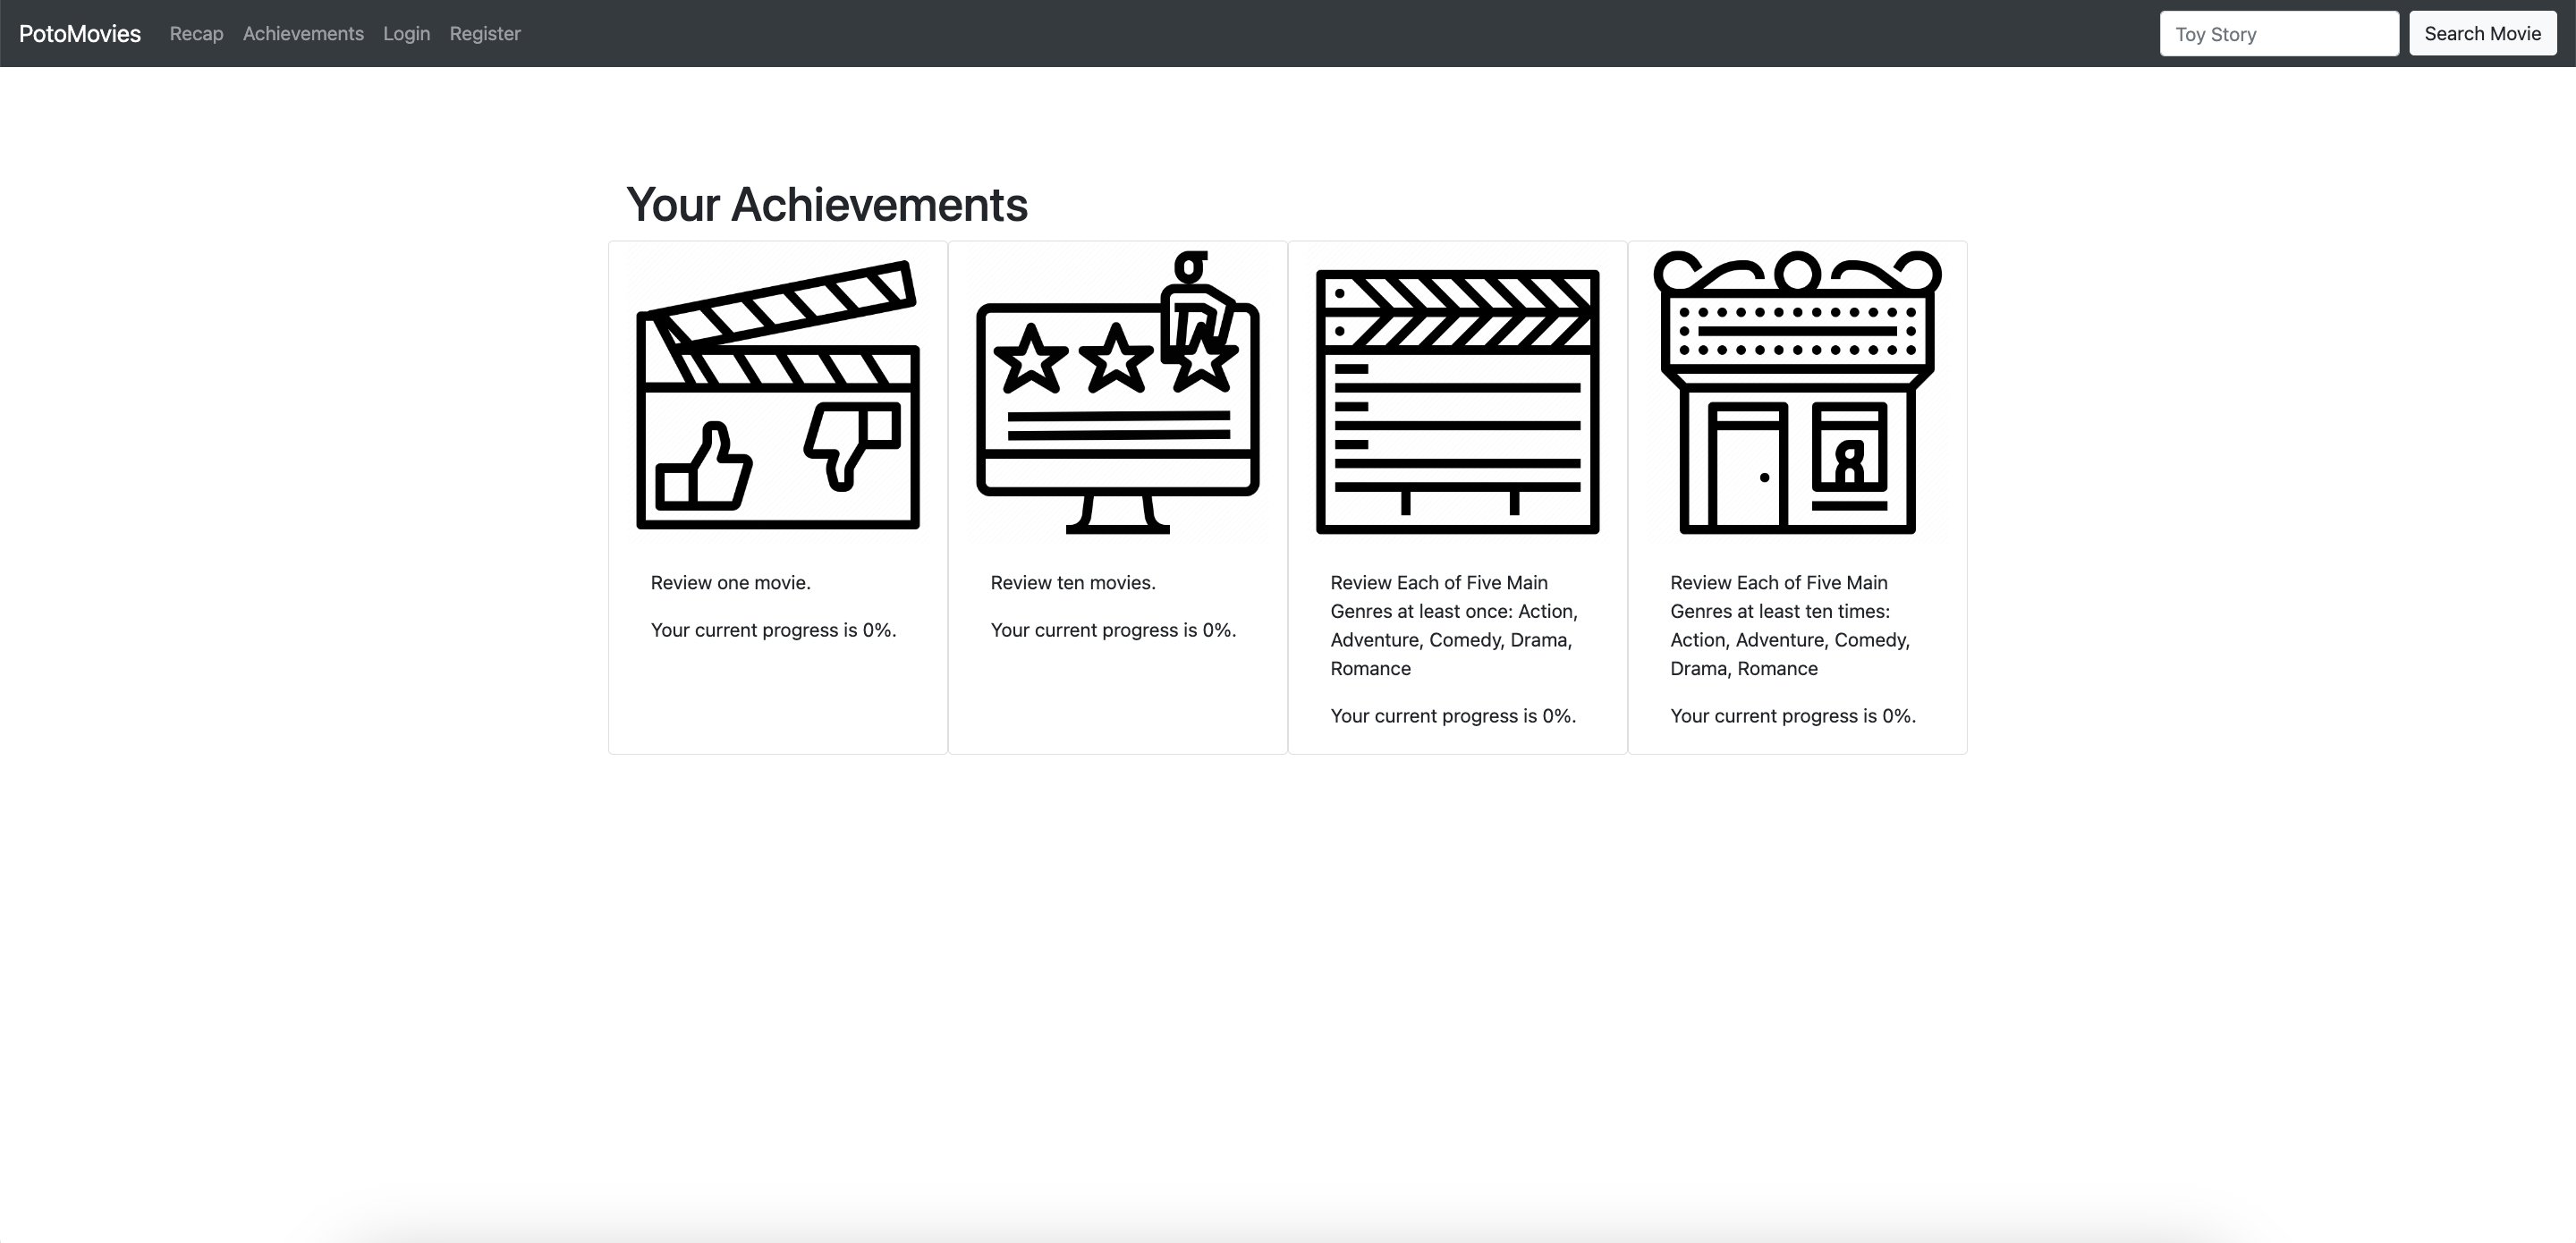 PotoMovies Recap Achievements Login Register Toy Story Search Movie
Your Achievements
Review one movie.
Your current progress is 0%.
Review ten movies.
Your current progress is 0%.
Review Each of Five Main
Genres at least once: Action,
Adventure, Comedy, Drama,
Romance
Your current progress is 0%.
Review Each of Five Main
Genres at least ten times:
Action, Adventure, Comedy,
Drama, Romance
Your current progress is 0%.